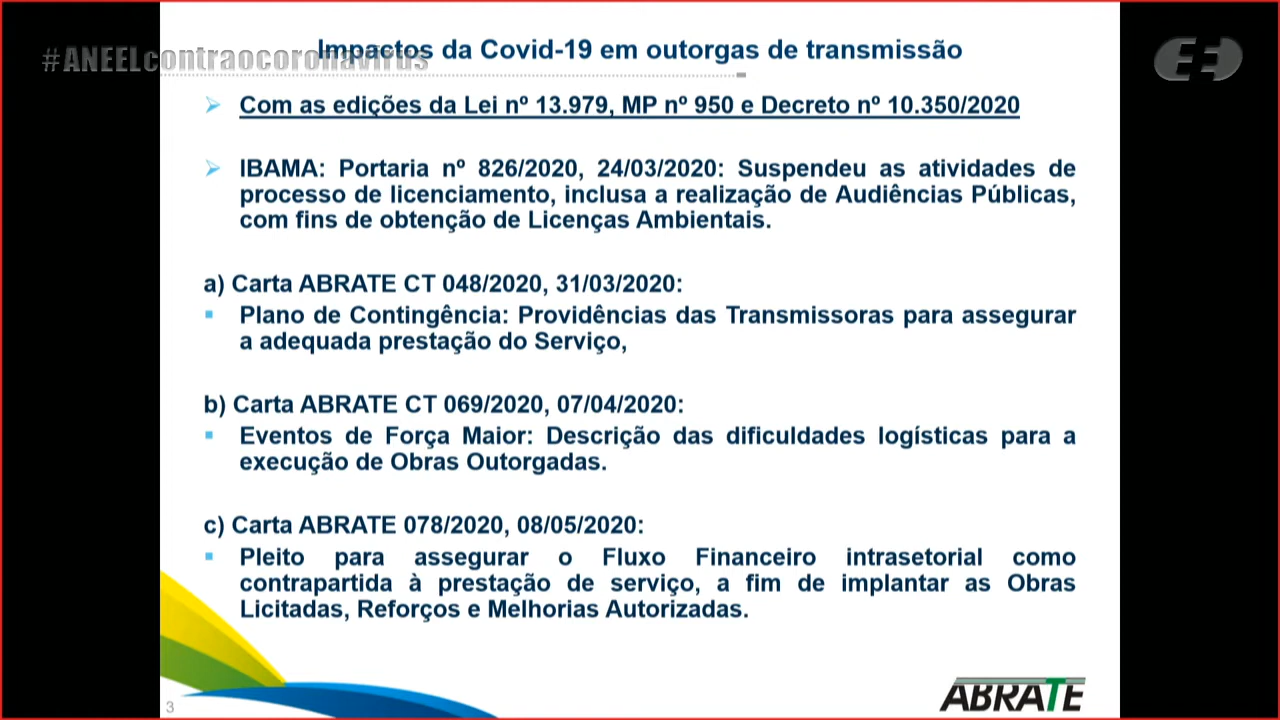 Impactos da Covid-19 em outorgas de transmissão
#ANEELcontraocoronavirus
Com as edições da Lei nº 13.979, MP nº 950 e Decreto nº 10.350/2020
IBAMA: Portaria nº 826/2020, 24/03/2020: Suspendeu as atividades de
processo de licenciamento, inclusa a realização de Audiências Públicas,
com fins de obtenção de Licenças Ambientais.
a) Carta ABRATE CT 048/2020, 31/03/2020:
Plano de Contingência: Providências das Transmissoras para assegurar
a adequada prestação do Serviço,
b) Carta ABRATE CT 069/2020, 07/04/2020:
Eventos de Força Maior: Descrição das dificuldades logísticas para a
execução de Obras Outorgadas.
c) Carta ABRATE 078/2020, 08/05/2020:
Pleito para assegurar o Fluxo Financeiro intrasetorial como
contrapartida à prestação de serviço, a fim de implantar as Obras
Licitadas, Reforços e Melhorias Autorizadas.
3
ABRATE